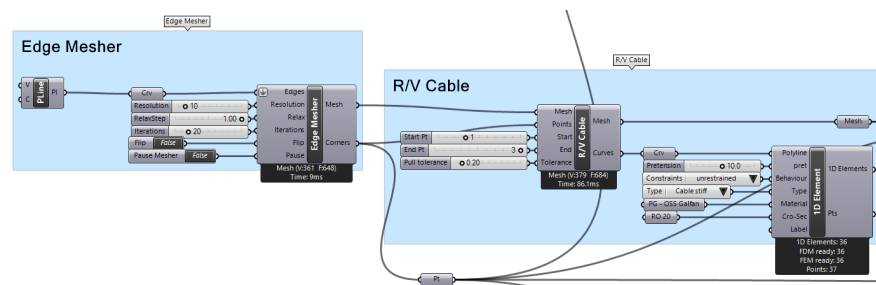 Edge Mesher
Edge Mesher
V
C
PLine
Pl
Crv
Resolution 10
RelaxStep 1.00
Iterations 20
Flip False
Pause Mesher False
Edges
Resolution
Relax
Iterations
Flip
Pause
Edge Mesher
Mesh
Corners
Mesh (V:361 F:648)
Time: 9ms
R/V Cable
R/V Cable
Start Pt 1
End Pt 3
Pull tolerance 0.20
Mesh
Points
Start
End
Tolerance
R/V Cable
Mesh
Curves
Mesh (V:379 F:684)
Time: 86.1ms
Mesh
Crv
Pretension 10.0
Constraints unrestrained
Type Cable stiff
PG - OSS Galfan
RO 20
Polyline
pret
Behaviour
Type
Material
Cro-Sec
Label
1D Element
1D Elements
Pts
1D Elements: 36
FDM ready: 36
FEM ready: 36
Points: 37
Pt